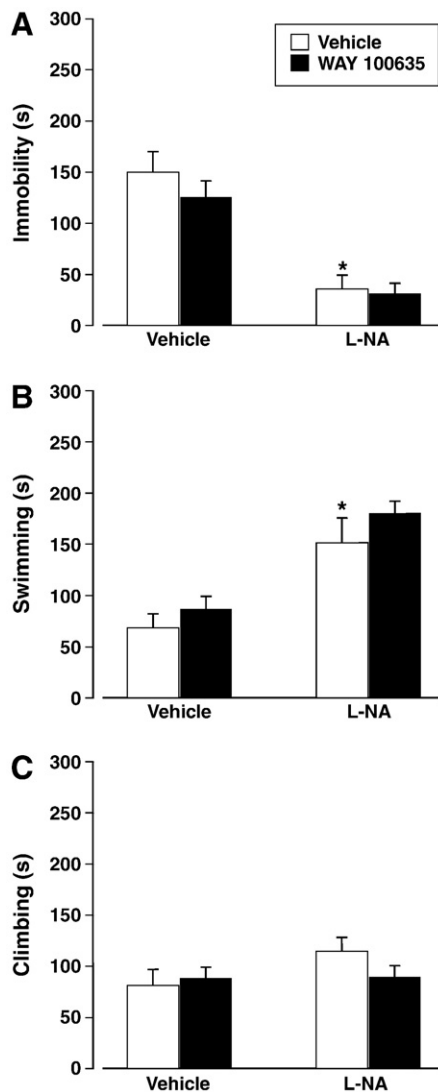 A
Immobility (s)
300
250
200
150
100
50
0
Vehicle
WAY 100635
*
Vehicle
L-NA
B
Swimming (s)
300
250
200
150
100
50
0
*
Vehicle
L-NA
C
Climbing (s)
300
250
200
150
100
50
0
Vehicle
L-NA